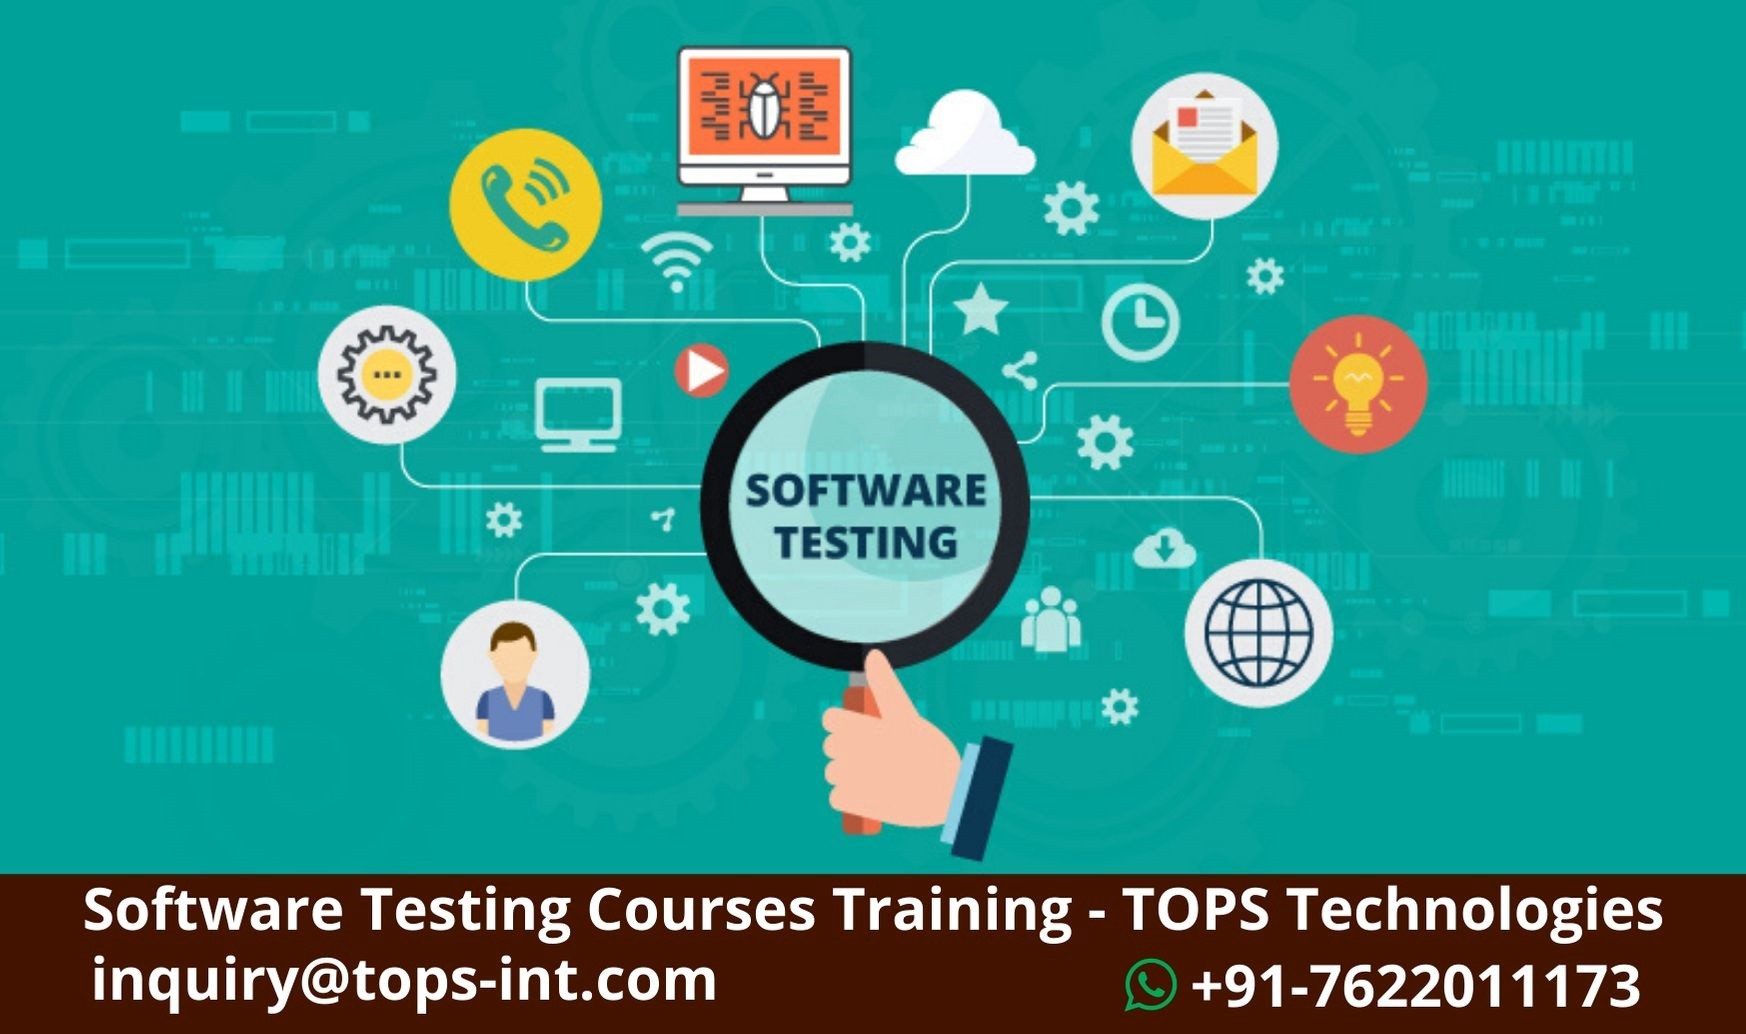 SOFTWARE
TESTING
Software Testing Courses Training - TOPS Technologies
inquiry@tops-int.com
+91-7622011173